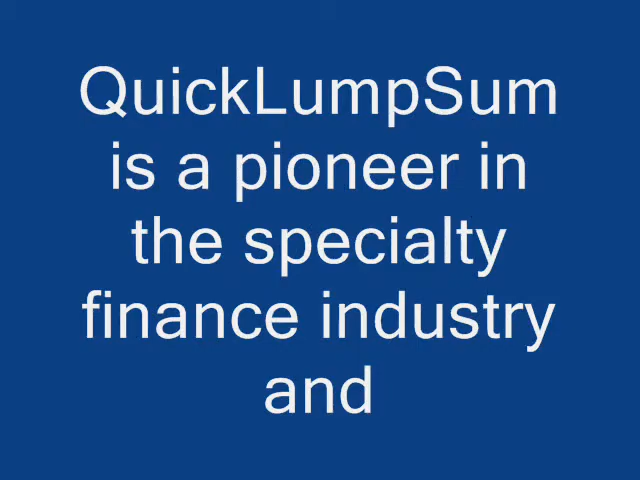 QuickLumpSum
is a pioneer in
the specialty
finance industry
and